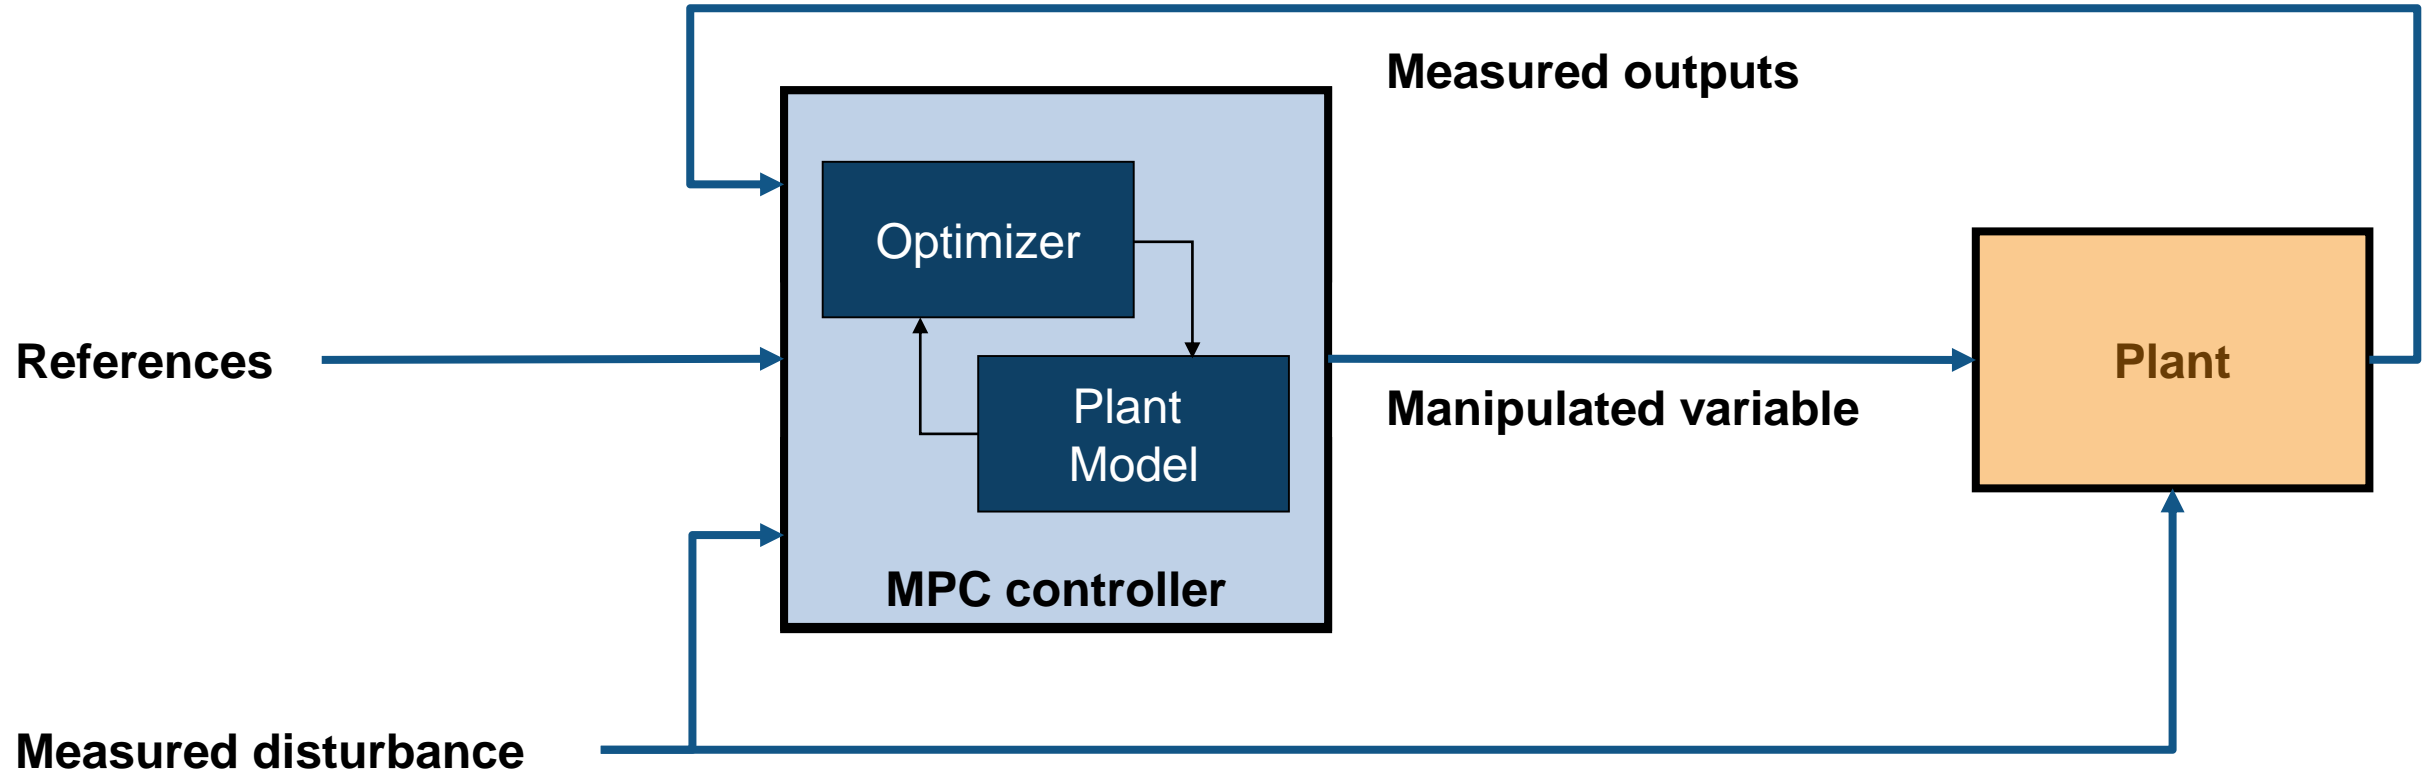 Measured outputs
Optimizer
References
Plant
Model
Manipulated variable
Plant
MPC controller
Measured disturbance